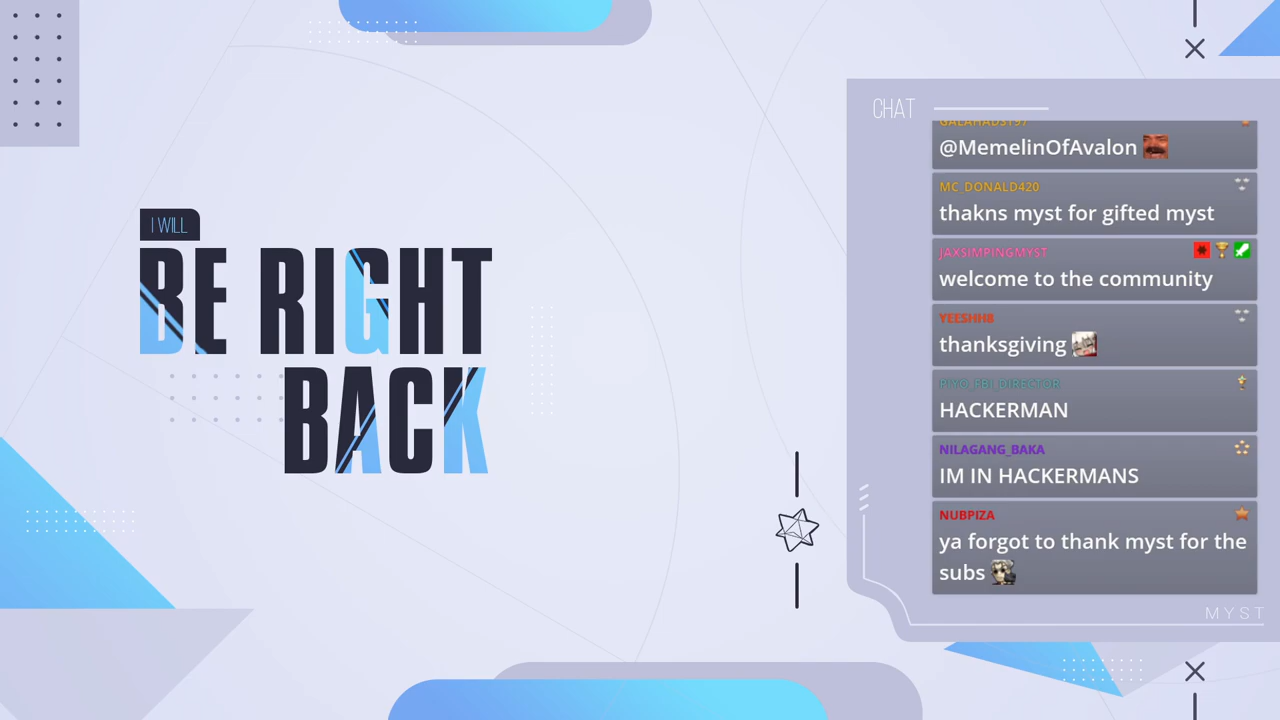 I WILL
BE RIGHT
BACK
CHAT
@MemelinOfAvalon
MC_DONALD420
thakns myst for gifted myst
JAXSIMPINGMYST
welcome to the community
YEESHH8
thanksgiving
HACKERMAN
NILAGANG_BAKA
IM IN HACKERMANS
NUBPIZA
ya forgot to thank myst for the
subs
MYST